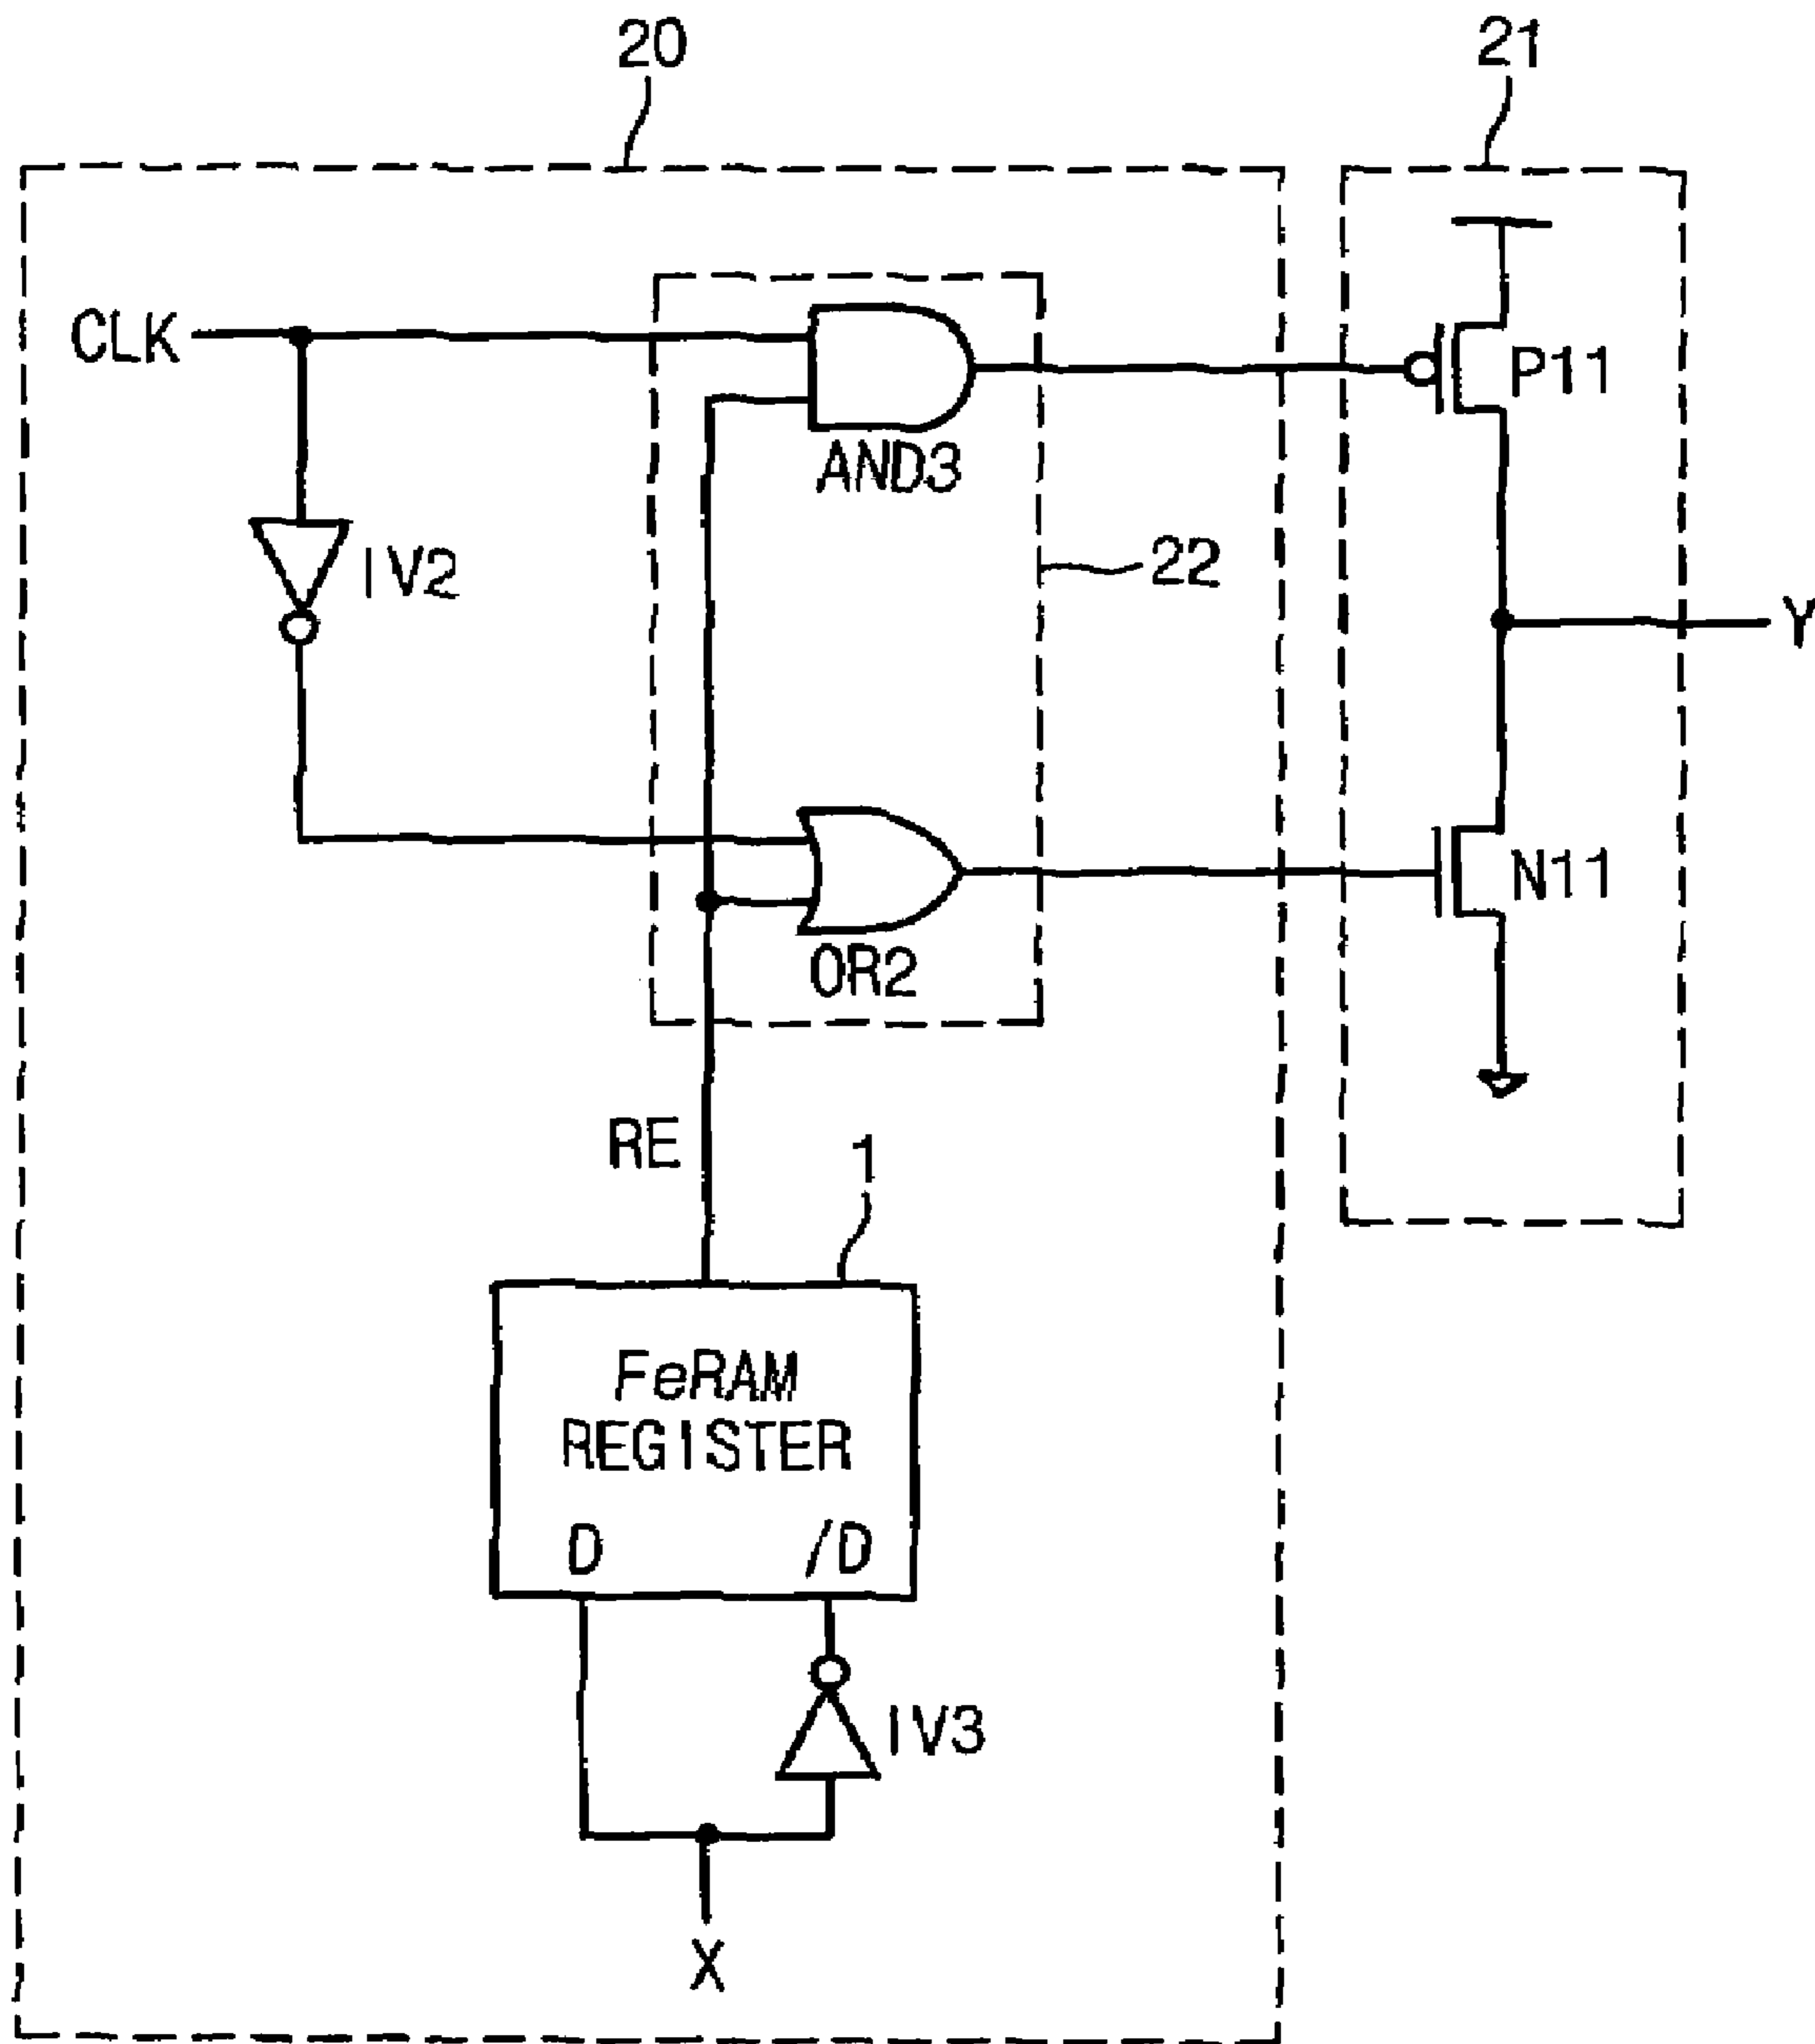 20
21
CLK
P11
AND3
IV2
22
Y
N11
OR2
RE
1
FeRAM
REGISTER
D
/D
IV3
X